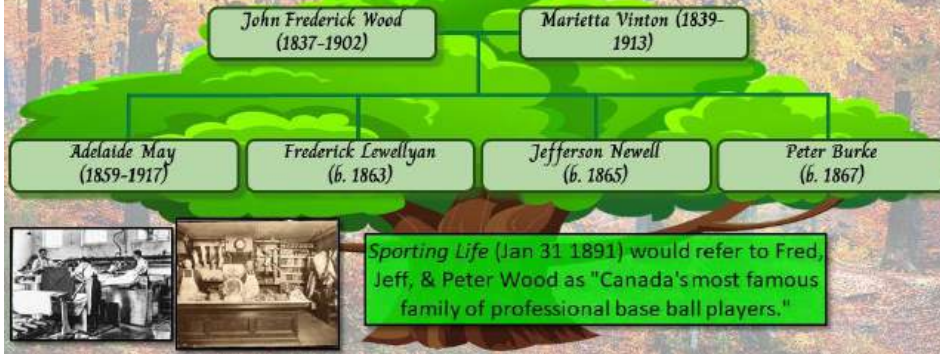 John Frederick Wood
(1837-1902)
Marietta Vinton (1839-
1913)
Adelaide May
(1859-1917)
Frederick Lewellyan
(b. 1863)
Jefferson Newell
(b. 1865)
Peter Burke
(b. 1867)
Sporting Life (Jan 31 1891) would refer to Fred,
Jeff, & Peter Wood as "Canada's most famous
family of professional base ball players."